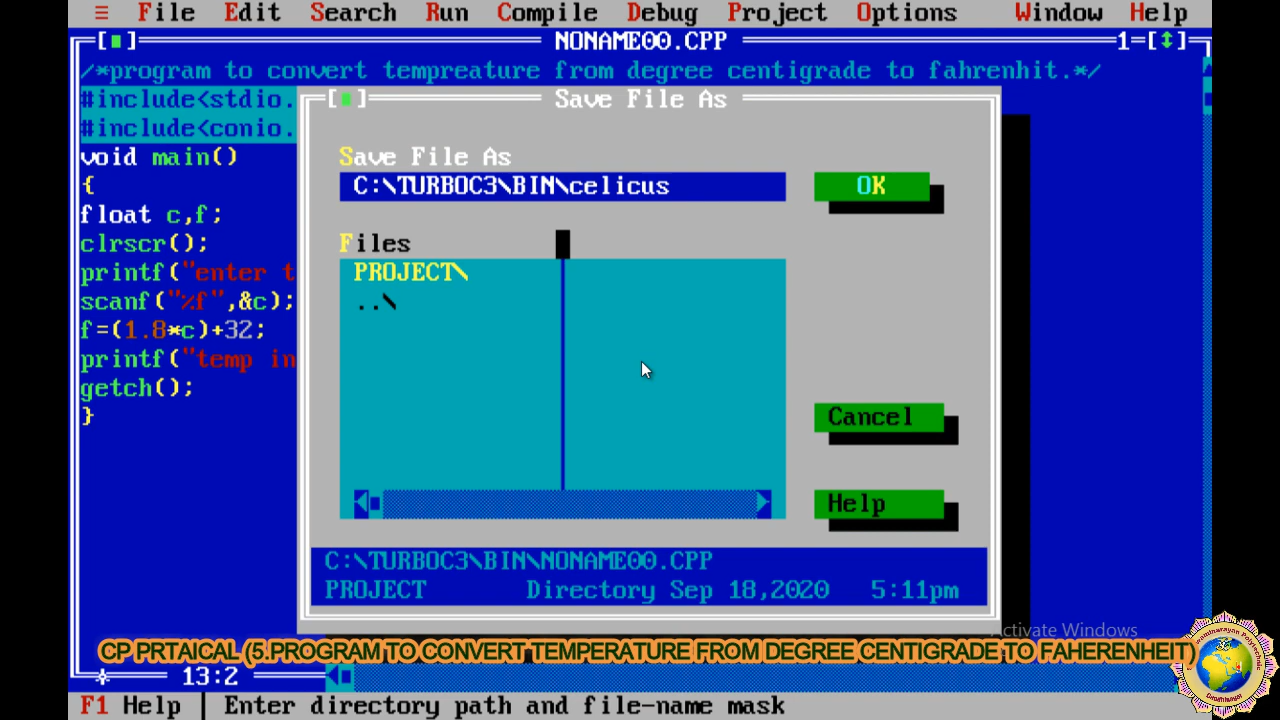 ≡ File Edit Search Run Compile Debug Project Options Window Help
[■] NONAME00.CPP 1=[↕]
/*program to convert tempreature from degree centigrade to fahrenhit.*/
#include<stdio.
#include<conio.
void main()
{
float c,f;
clrscr();
printf("enter t
scanf("%f",&c);
f=(1.8*c)+32;
printf("temp in
getch();
}
[■] Save File As
Save File As
C:\TURBOC3\BIN\celicus
OK
Files
PROJECT\
..\
Cancel
Help
C:\TURBOC3\BIN\NONAME00.CPP
PROJECT Directory Sep 18,2020 5:11pm
Activate Windows
CP PRTAICAL (5.PROGRAM TO CONVERT TEMPERATURE FROM DEGREE CENTIGRADE TO FAHERENHEIT)
13:2
F1 Help | Enter directory path and file-name mask